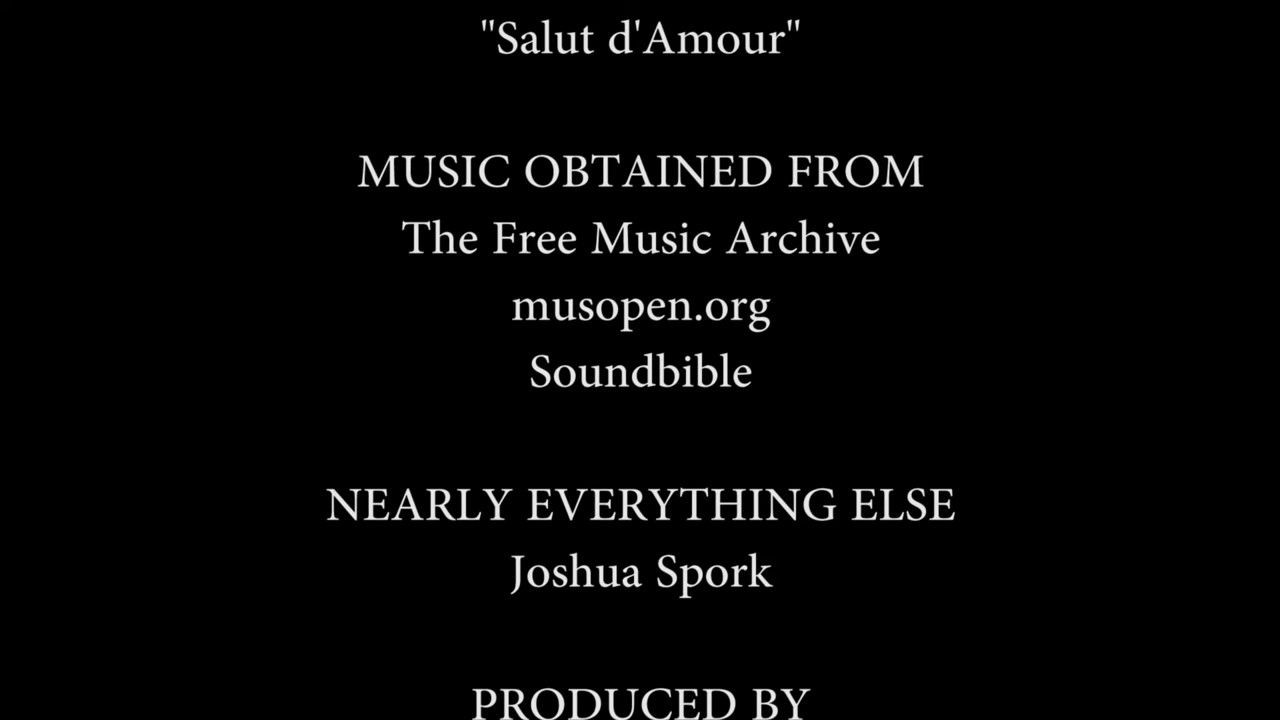 "Salut d'Amour"
MUSIC OBTAINED FROM
The Free Music Archive
musopen.org
Soundbible
NEARLY EVERYTHING ELSE
Joshua Spork
PRODUCED BY